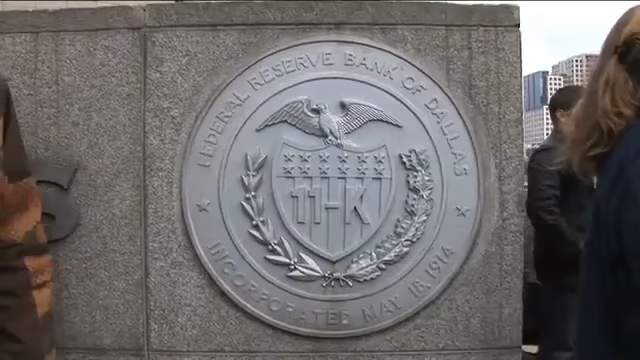 FEDERAL RESERVE BANK OF DALLAS
11-K
INCORPORATED MAY 18, 1914